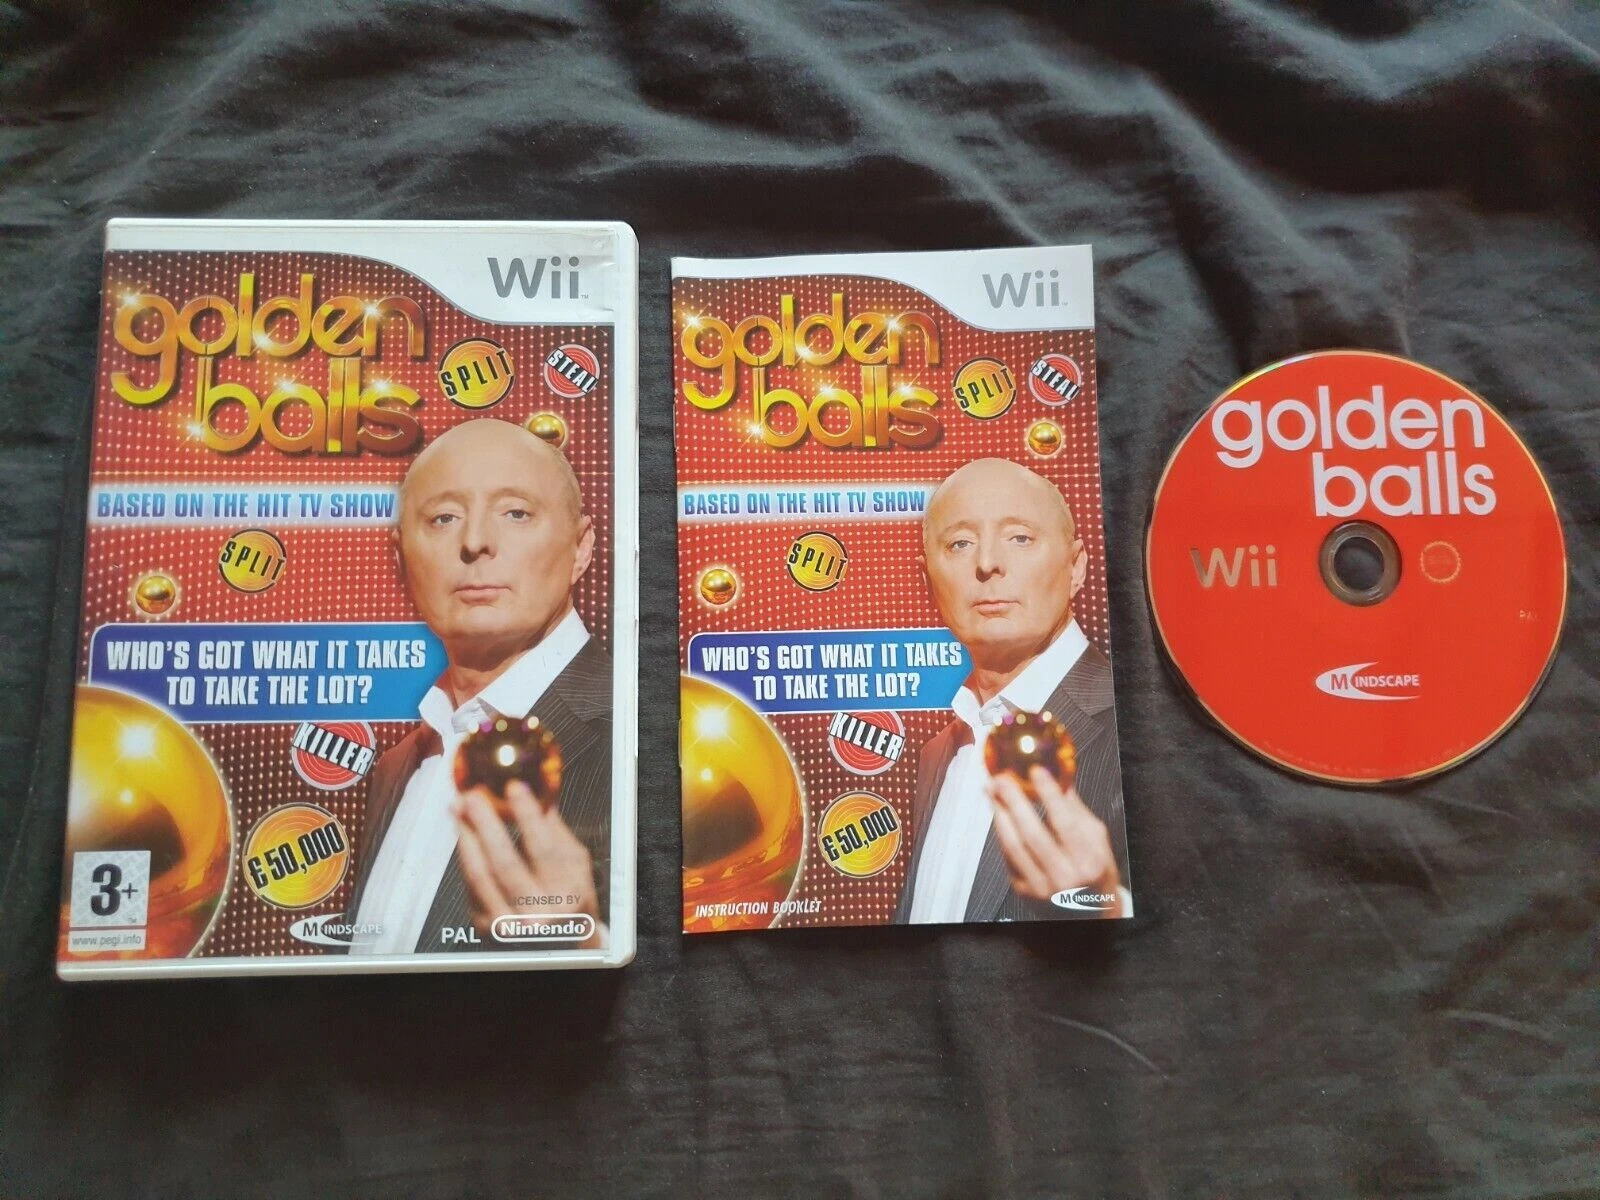 Wii
golden
balls
SPLIT
STEAL
BASED ON THE HIT TV SHOW
SPLIT
WHO'S GOT WHAT IT TAKES
TO TAKE THE LOT?
KILLER
£50,000
3+
www.pegi.info
MINDSCAPE
PAL
LICENSED BY
Nintendo
Wii
golden
balls
SPLIT
STEAL
BASED ON THE HIT TV SHOW
SPLIT
WHO'S GOT WHAT IT TAKES
TO TAKE THE LOT?
KILLER
£50,000
INSTRUCTION BOOKLET
MINDSCAPE
golden
balls
Wii
PAL
MINDSCAPE